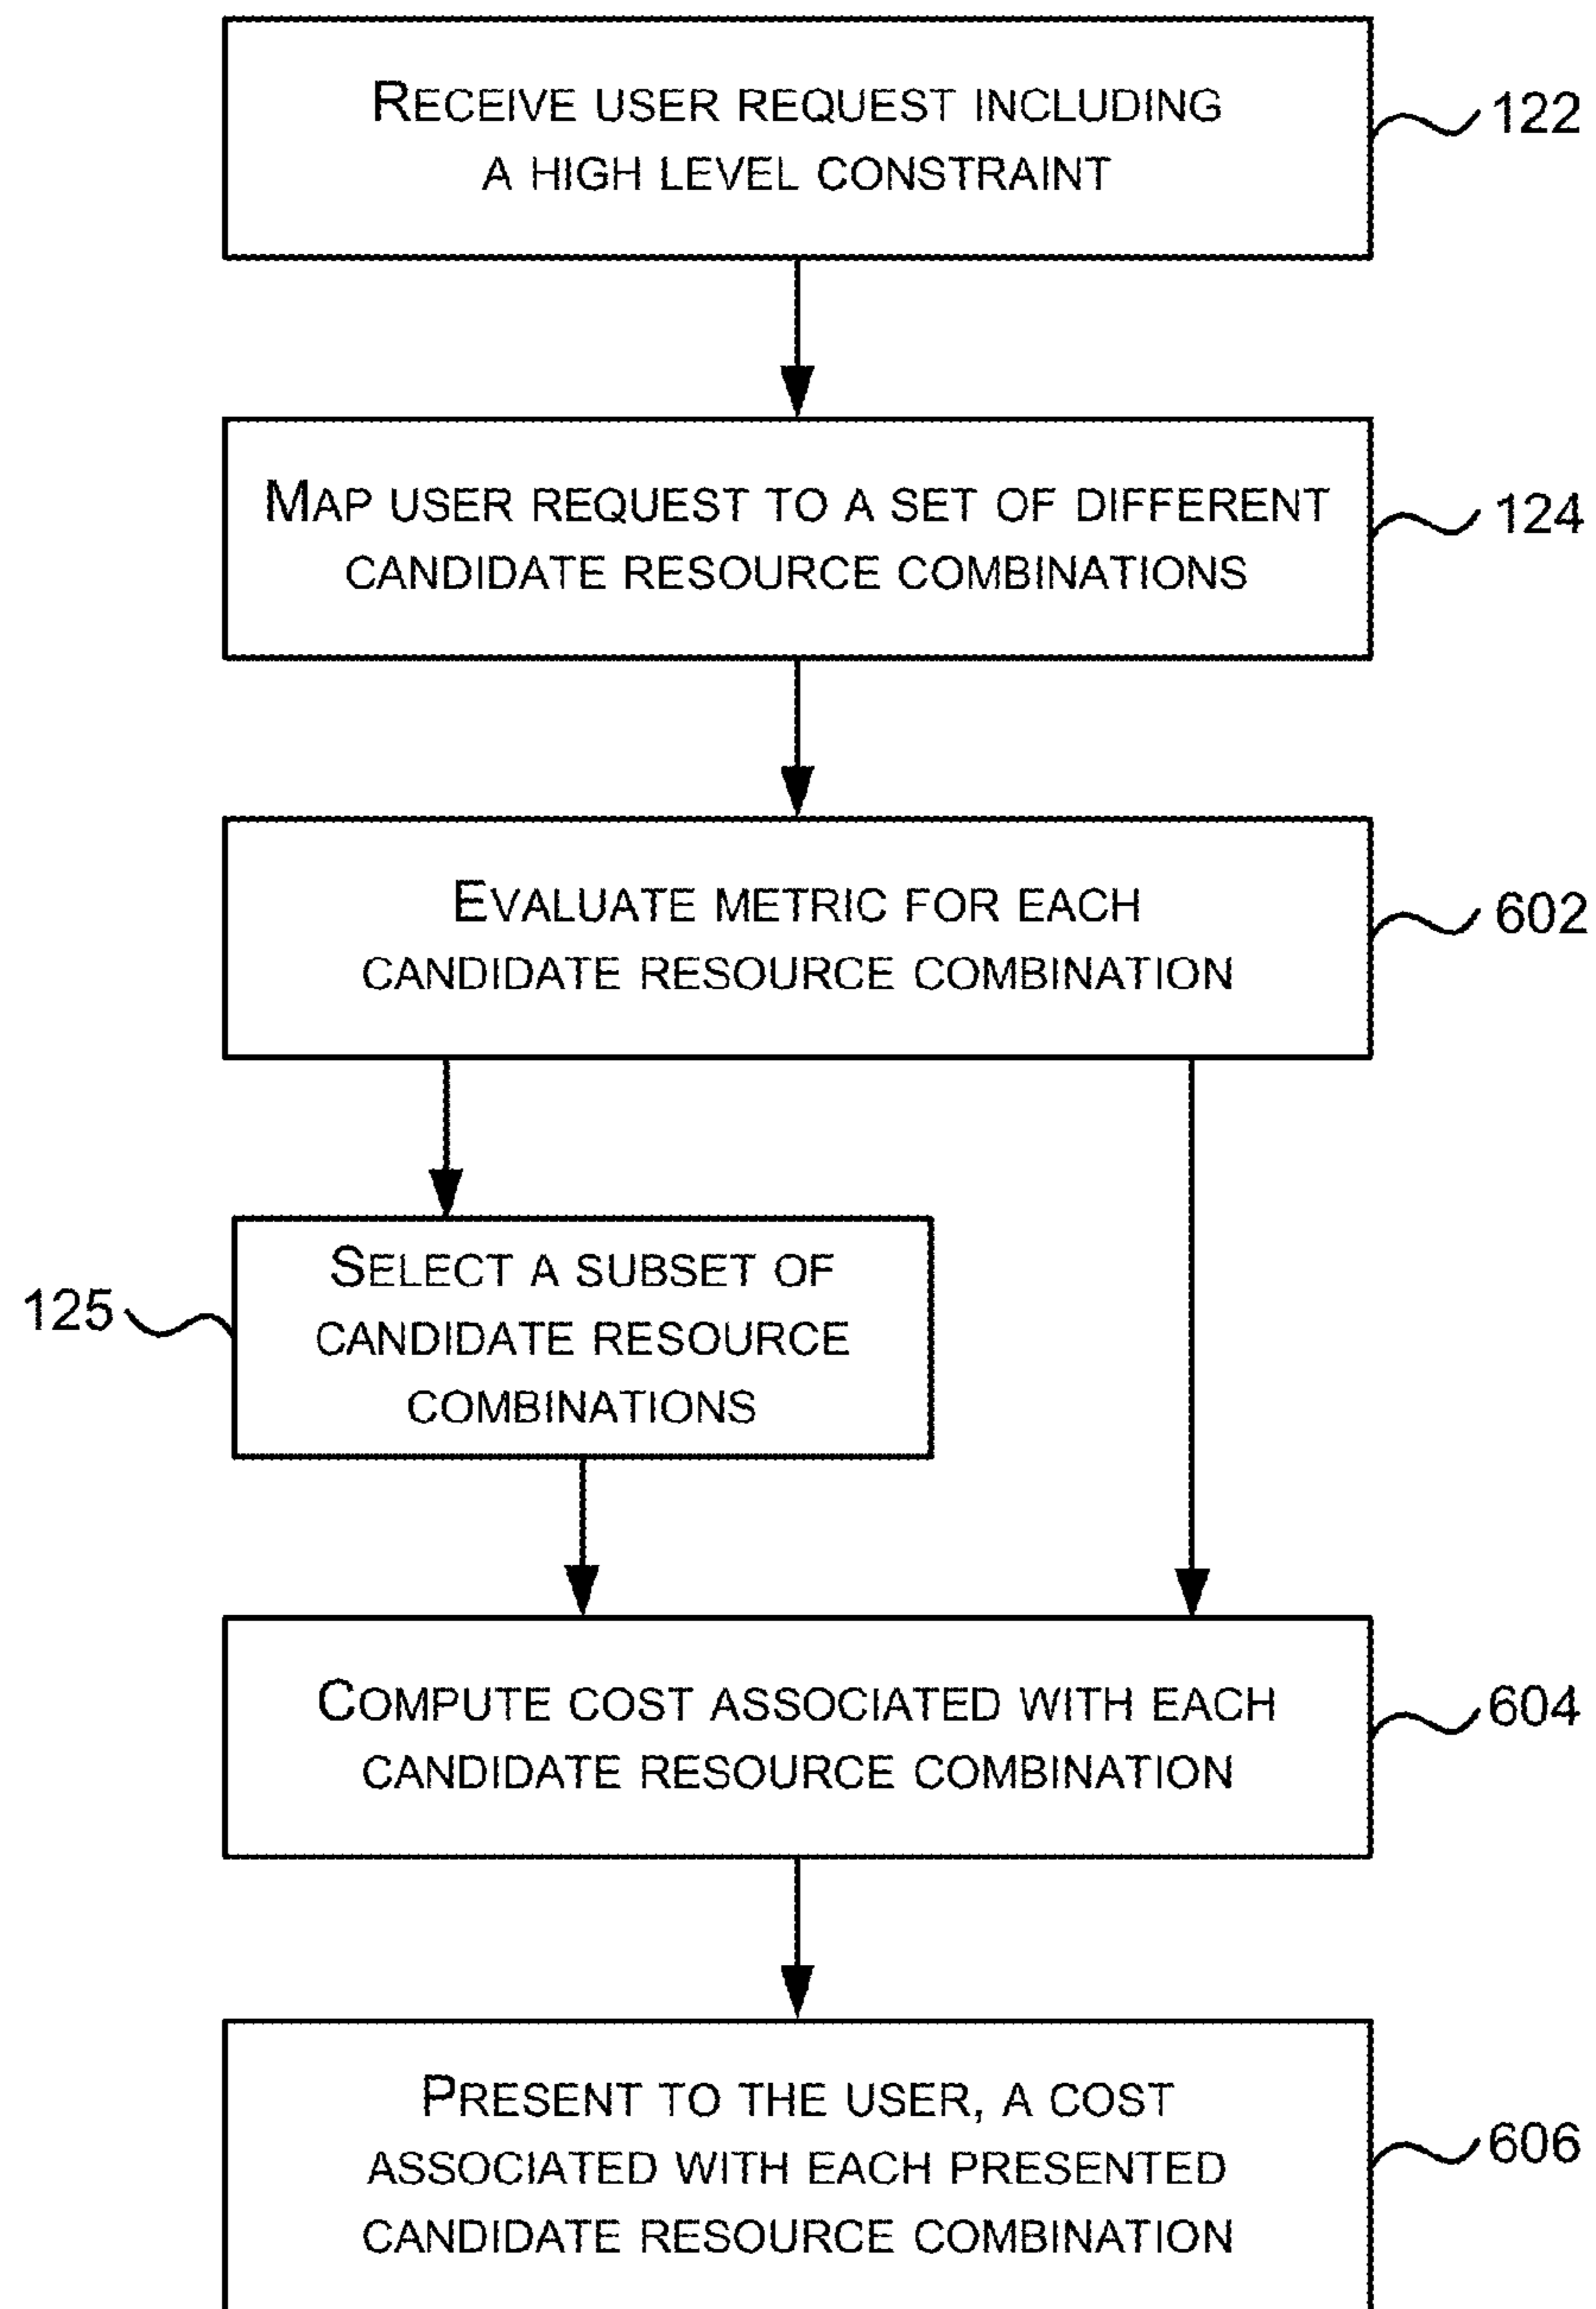 RECEIVE USER REQUEST INCLUDING
A HIGH LEVEL CONSTRAINT
122
MAP USER REQUEST TO A SET OF DIFFERENT
CANDIDATE RESOURCE COMBINATIONS
124
EVALUATE METRIC FOR EACH
CANDIDATE RESOURCE COMBINATION
602
SELECT A SUBSET OF
CANDIDATE RESOURCE
COMBINATIONS
125
COMPUTE COST ASSOCIATED WITH EACH
CANDIDATE RESOURCE COMBINATION
604
PRESENT TO THE USER, A COST
ASSOCIATED WITH EACH PRESENTED
CANDIDATE RESOURCE COMBINATION
606